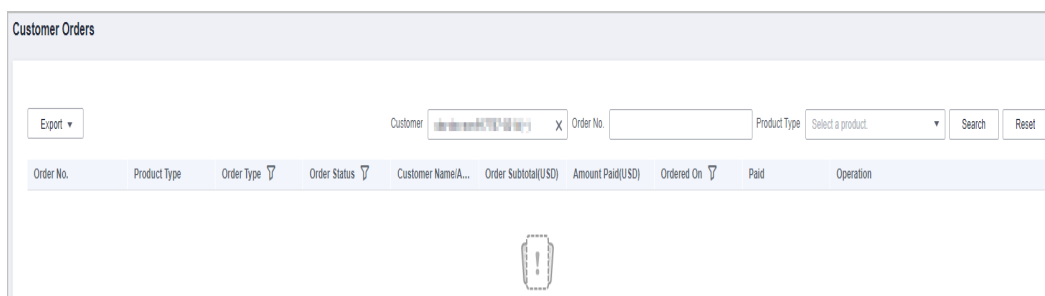 Customer Orders
Export
Customer
Order No.
Product Type Select a product. Search Reset
Order No. Product Type Order Type Order Status Customer Name/A... Order Subtotal(USD) Amount Paid(USD) Ordered On Paid Operation